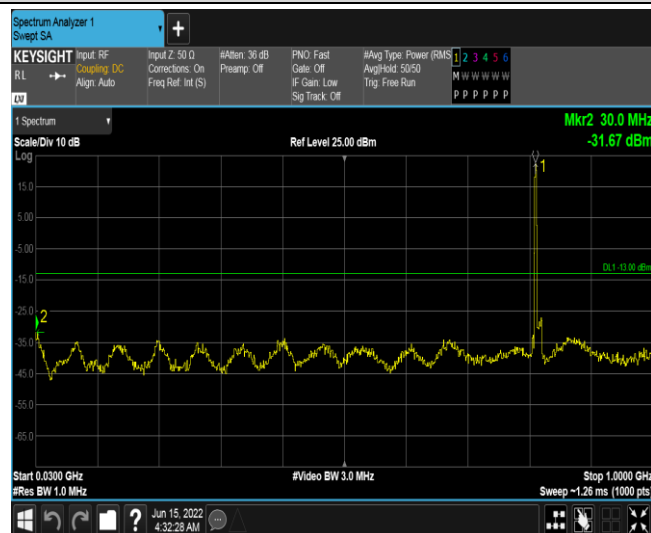 Spectrum Analyzer 1
Swept SA
KEYSIGHT
RL
Input: RF
Coupling: DC
Align: Auto
Input Z: 50 Ω
Corrections: On
Freq Ref: Int (S)
#Atten: 36 dB
Preamp: Off
PNO: Fast
Gate: Off
IF Gain: Low
Sig Track: Off
#Avg Type: Power (RMS
Avg|Hold: 50/50
Trig: Free Run
1 2 3 4 5 6
M W W W W W
P P P P P P
1 Spectrum
Mkr2 30.0 MHz
Scale/Div 10 dB
Ref Level 25.00 dBm
-31.67 dBm
Log
1
15.0
5.00
-5.00
DL1 -13.00 dBm
-15.0
-25.0
2
-35.0
-45.0
-55.0
-65.0
Start 0.0300 GHz
#Video BW 3.0 MHz
Stop 1.0000 GHz
#Res BW 1.0 MHz
Sweep ~1.26 ms (1000 pts)
?
Jun 15, 2022
4:32:28 AM